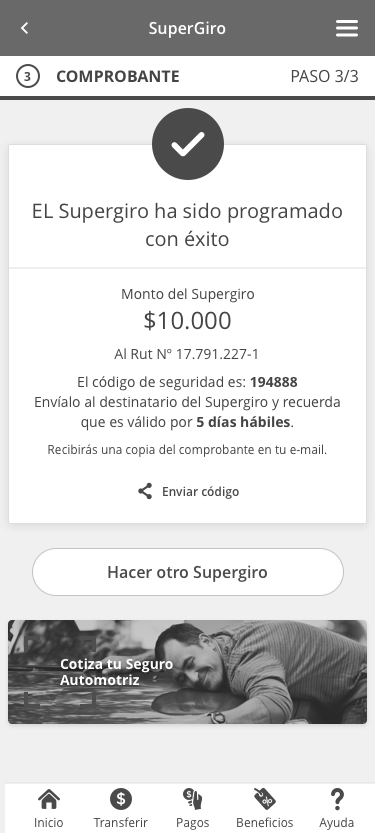 SuperGiro
3 COMPROBANTE PASO 3/3
EL Supergiro ha sido programado
con éxito
Monto del Supergiro
$10.000
Al Rut Nº 17.791.227-1
El código de seguridad es: 194888
Envíalo al destinatario del Supergiro y recuerda
que es válido por 5 días hábiles.
Recibirás una copia del comprobante en tu e-mail.
Enviar código
Hacer otro Supergiro
Cotiza tu Seguro
Automotriz
Inicio Transferir Pagos Beneficios Ayuda